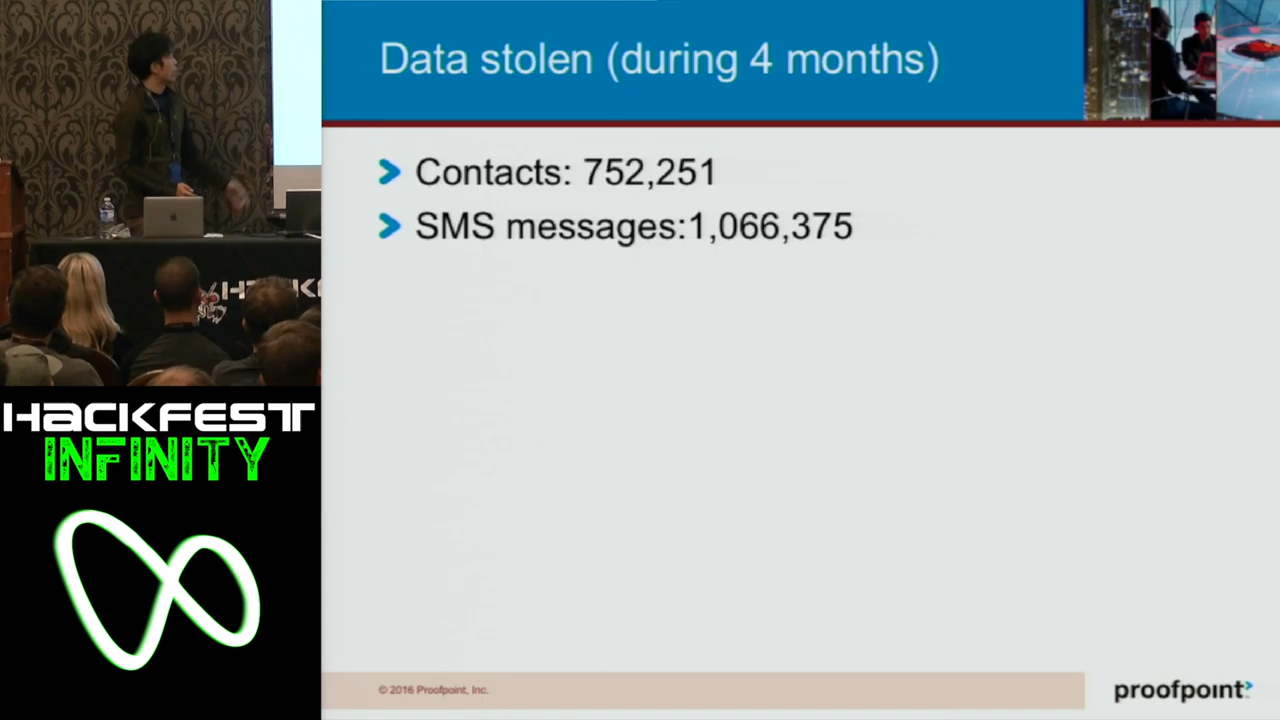 Data stolen (during 4 months)
Contacts: 752,251
SMS messages:1,066,375
HACKFEST
INFINITY
© 2016 Proofpoint, Inc.
proofpoint